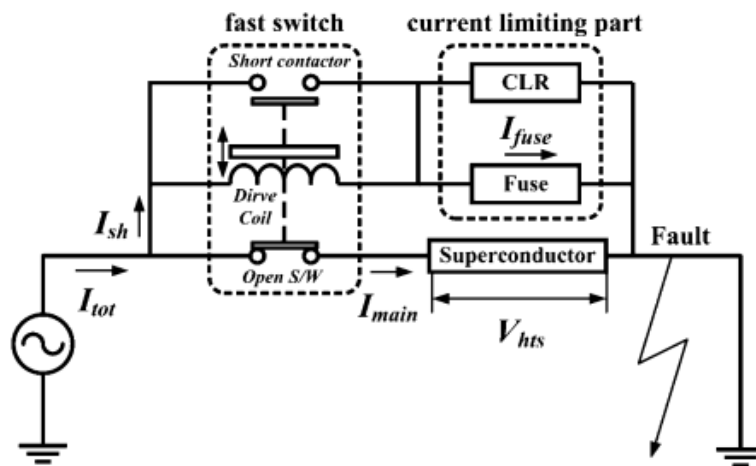 fast switch
current limiting part
Short contactor
CLR
I_fuse
Dirve
Coil
Fuse
I_sh
Fault
Open S/W
Superconductor
I_tot
I_main
V_hts